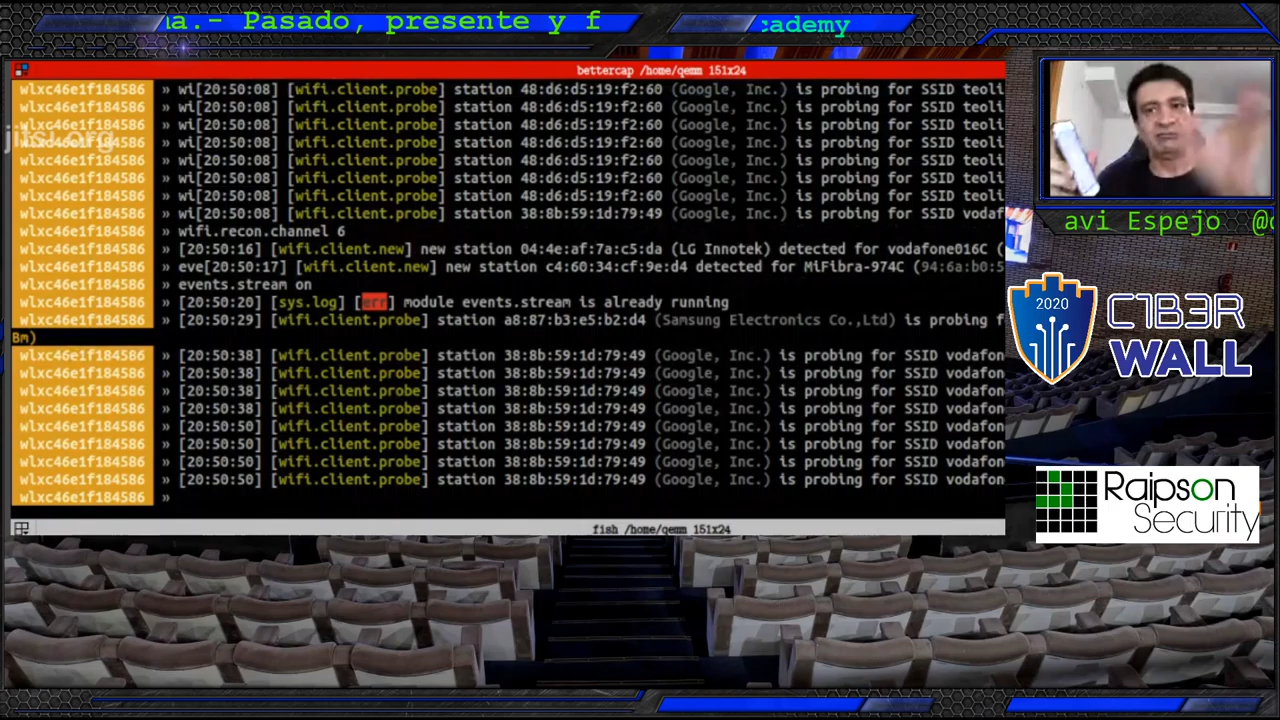 a.- Pasado, presente y f
cademy
bettercap /home/qemm 151x24
wlxc46e1f184586 » wi[20:50:08] [wifi.client.probe] station 48:d6:d5:19:f2:60 (Google, Inc.) is probing for SSID teoli
wlxc46e1f184586 » wi[20:50:08] [wifi.client.probe] station 48:d6:d5:19:f2:60 (Google, Inc.) is probing for SSID teoli
wlxc46e1f184586 » wi[20:50:08] [wifi.client.probe] station 48:d6:d5:19:f2:60 (Google, Inc.) is probing for SSID teoli
wlxc46e1f184586 » wi[20:50:08] [wifi.client.probe] station 48:d6:d5:19:f2:60 (Google, Inc.) is probing for SSID teoli
wlxc46e1f184586 » wi[20:50:08] [wifi.client.probe] station 48:d6:d5:19:f2:60 (Google, Inc.) is probing for SSID teoli
wlxc46e1f184586 » wi[20:50:08] [wifi.client.probe] station 48:d6:d5:19:f2:60 (Google, Inc.) is probing for SSID teoli
wlxc46e1f184586 » wi[20:50:08] [wifi.client.probe] station 48:d6:d5:19:f2:60 (Google, Inc.) is probing for SSID teoli
wlxc46e1f184586 » wi[20:50:08] [wifi.client.probe] station 38:8b:59:1d:79:49 (Google, Inc.) is probing for SSID vodaf
wlxc46e1f184586 » wifi.recon.channel 6
wlxc46e1f184586 » [20:50:16] [wifi.client.new] new station 04:4e:af:7a:c5:da (LG Innotek) detected for vodafone016C (
wlxc46e1f184586 » eve[20:50:17] [wifi.client.new] new station c4:60:34:cf:9e:d4 detected for MiFibra-974C (94:6a:b0:5
wlxc46e1f184586 » events.stream on
wlxc46e1f184586 » [20:50:20] [sys.log] [err] module events.stream is already running
wlxc46e1f184586 » [20:50:29] [wifi.client.probe] station a8:87:b3:e5:b2:d4 (Samsung Electronics Co.,Ltd) is probing f
Bm)
wlxc46e1f184586 » [20:50:38] [wifi.client.probe] station 38:8b:59:1d:79:49 (Google, Inc.) is probing for SSID vodafon
wlxc46e1f184586 » [20:50:38] [wifi.client.probe] station 38:8b:59:1d:79:49 (Google, Inc.) is probing for SSID vodafon
wlxc46e1f184586 » [20:50:38] [wifi.client.probe] station 38:8b:59:1d:79:49 (Google, Inc.) is probing for SSID vodafon
wlxc46e1f184586 » [20:50:38] [wifi.client.probe] station 38:8b:59:1d:79:49 (Google, Inc.) is probing for SSID vodafon
wlxc46e1f184586 » [20:50:50] [wifi.client.probe] station 38:8b:59:1d:79:49 (Google, Inc.) is probing for SSID vodafon
wlxc46e1f184586 » [20:50:50] [wifi.client.probe] station 38:8b:59:1d:79:49 (Google, Inc.) is probing for SSID vodafon
wlxc46e1f184586 » [20:50:50] [wifi.client.probe] station 38:8b:59:1d:79:49 (Google, Inc.) is probing for SSID vodafon
wlxc46e1f184586 » [20:50:50] [wifi.client.probe] station 38:8b:59:1d:79:49 (Google, Inc.) is probing for SSID vodafon
wlxc46e1f184586 »
fish /home/qemm 151x24
jitsi.org
avi Espejo @
2020
C1B3R
WALL
Raipson
Security